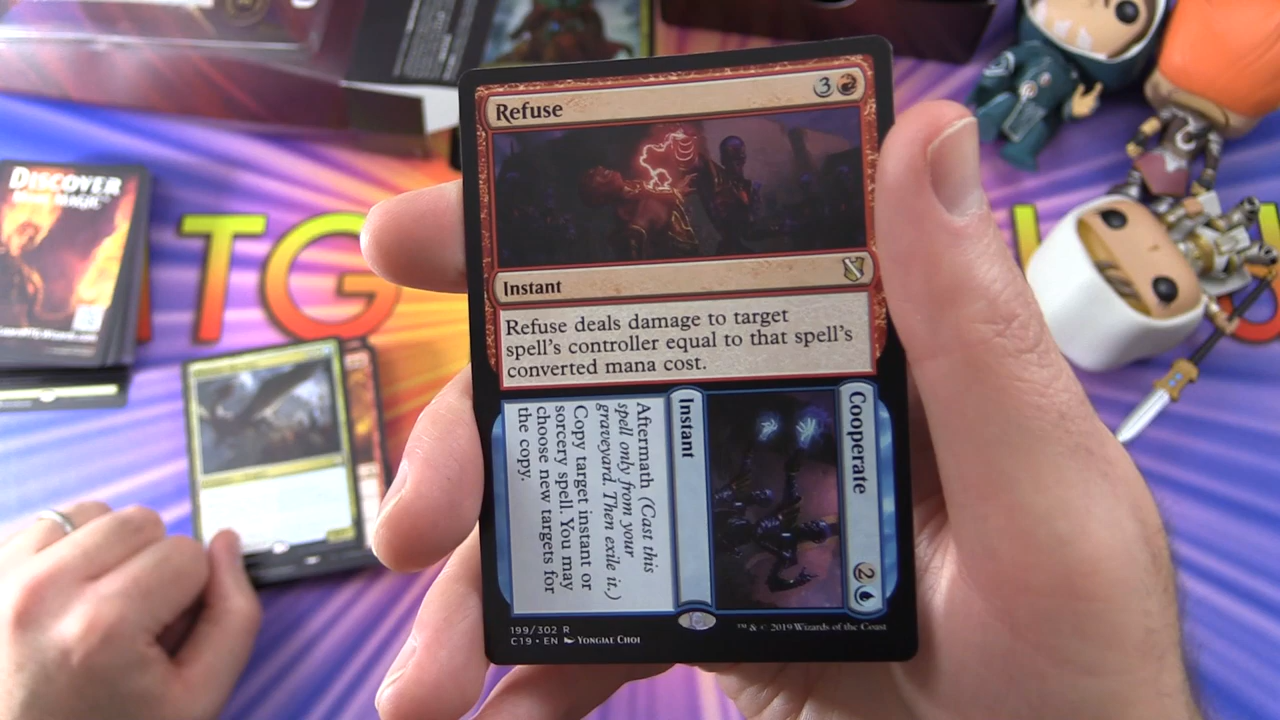 DISCOVER
MAGIC
TG
Refuse
3
Instant
Refuse deals damage to target
spell's controller equal to that spell's
converted mana cost.
Cooperate
2
Instant
Aftermath (Cast this
spell only from your
graveyard. Then exile it.)
Copy target instant or
sorcery spell. You may
choose new targets for
the copy.
199/302 R
C19 • EN YONGJAE CHOI
™ & © 2019 Wizards of the Coast